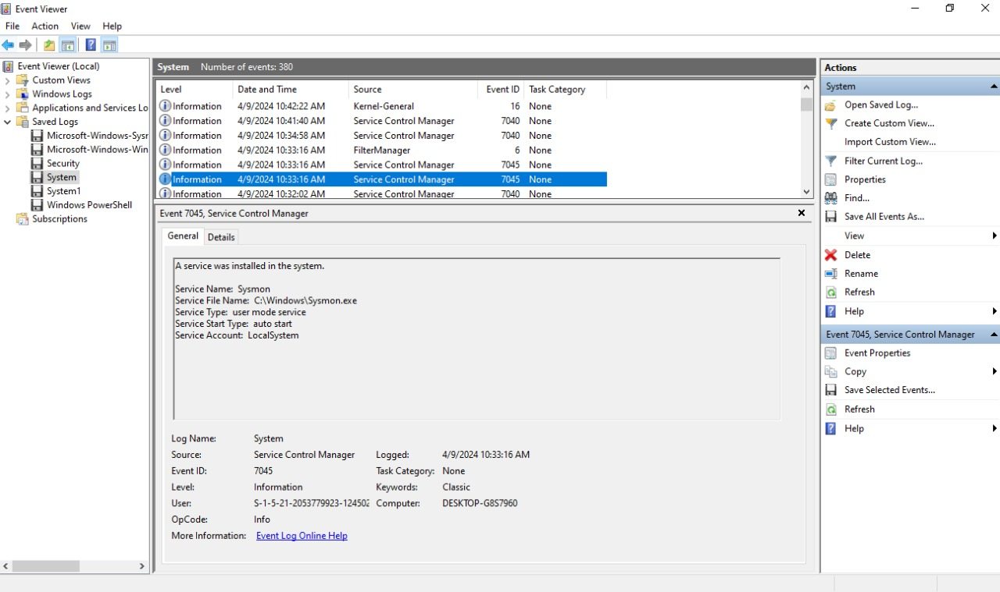 Event Viewer
File Action View Help
Event Viewer (Local)
Custom Views
Windows Logs
Applications and Services Lo
Saved Logs
Microsoft-Windows-Sysr
Microsoft-Windows-Win
Security
System
System1
Windows PowerShell
Subscriptions
System Number of events: 380
Level Date and Time Source Event ID Task Category
Information 4/9/2024 10:42:22 AM Kernel-General 16 None
Information 4/9/2024 10:41:40 AM Service Control Manager 7040 None
Information 4/9/2024 10:34:58 AM Service Control Manager 7040 None
Information 4/9/2024 10:33:16 AM FilterManager 6 None
Information 4/9/2024 10:33:16 AM Service Control Manager 7045 None
Information 4/9/2024 10:33:16 AM Service Control Manager 7045 None
Information 4/9/2024 10:32:02 AM Service Control Manager 7040 None
Event 7045, Service Control Manager
General Details
A service was installed in the system.
Service Name: Sysmon
Service File Name: C:\Windows\Sysmon.exe
Service Type: user mode service
Service Start Type: auto start
Service Account: LocalSystem
Log Name: System
Source: Service Control Manager Logged: 4/9/2024 10:33:16 AM
Event ID: 7045 Task Category: None
Level: Information Keywords: Classic
User: S-1-5-21-2053779923-124502 Computer: DESKTOP-G8S7960
OpCode: Info
More Information: Event Log Online Help
Actions
System
Open Saved Log...
Create Custom View...
Import Custom View...
Filter Current Log...
Properties
Find...
Save All Events As...
View
Delete
Rename
Refresh
Help
Event 7045, Service Control Manager
Event Properties
Copy
Save Selected Events...
Refresh
Help